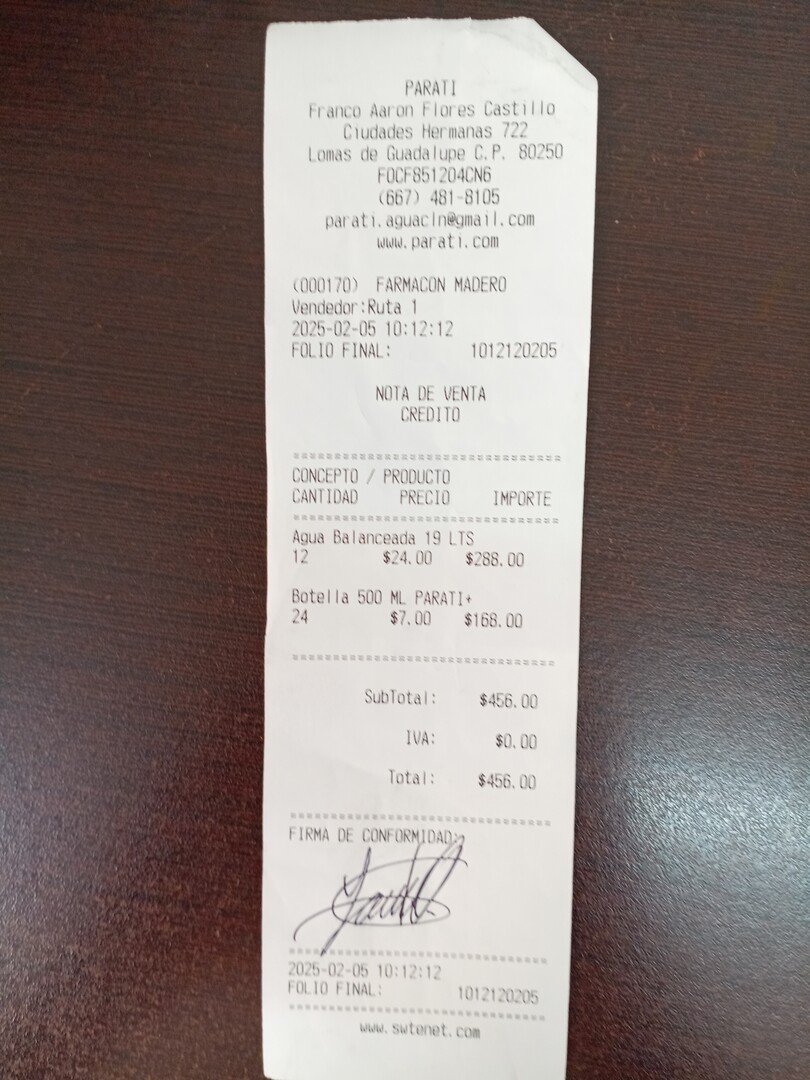 PARATI
Franco Aaron Flores Castillo
Ciudades Hermanas 722
Lomas de Guadalupe C.P. 80250
FOCF851204CN6
(667) 481-8105
parati.aguacln@gmail.com
www.parati.com
(000170) FARMACON MADERO
Vendedor:Ruta 1
2025-02-05 10:12:12
FOLIO FINAL: 1012120205
NOTA DE VENTA
CREDITO
================================
CONCEPTO / PRODUCTO
CANTIDAD PRECIO IMPORTE
================================
Agua Balanceada 19 LTS
12 $24.00 $288.00
Botella 500 ML PARATI+
24 $7.00 $168.00
================================
SubTotal: $456.00
IVA: $0.00
Total: $456.00
================================
FIRMA DE CONFORMIDAD:
================================
2025-02-05 10:12:12
FOLIO FINAL: 1012120205
================================
www.swtenet.com